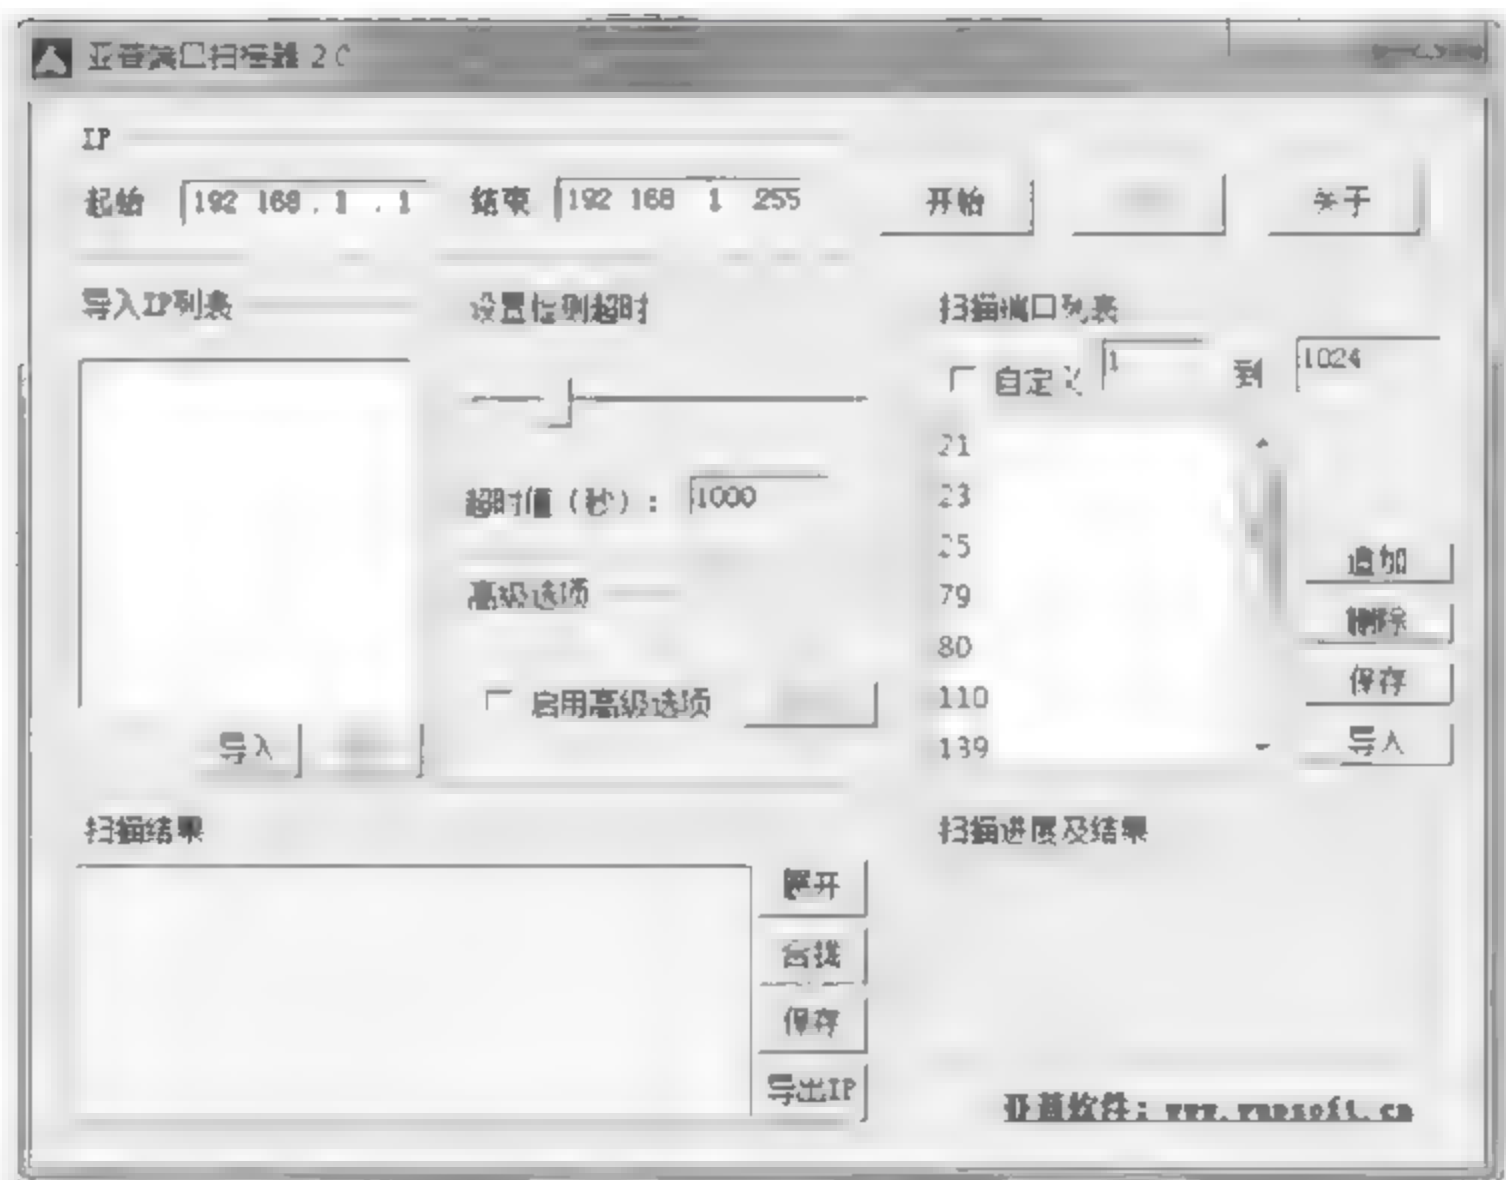 端口扫描器 2.0
IP
起始 192 168 . 1 . 1 结束 192 168 1 255 开始 关于
导入IP列表 设置检测超时 扫描端口列表
自定义 1 到 1024
21
23
超时值（秒）： 1000
25
追加
79
高级选项
删除
80
保存
启用高级选项
110
导入
139
导入
扫描结果 扫描进度及结果
展开
查找
保存
导出IP
软件：